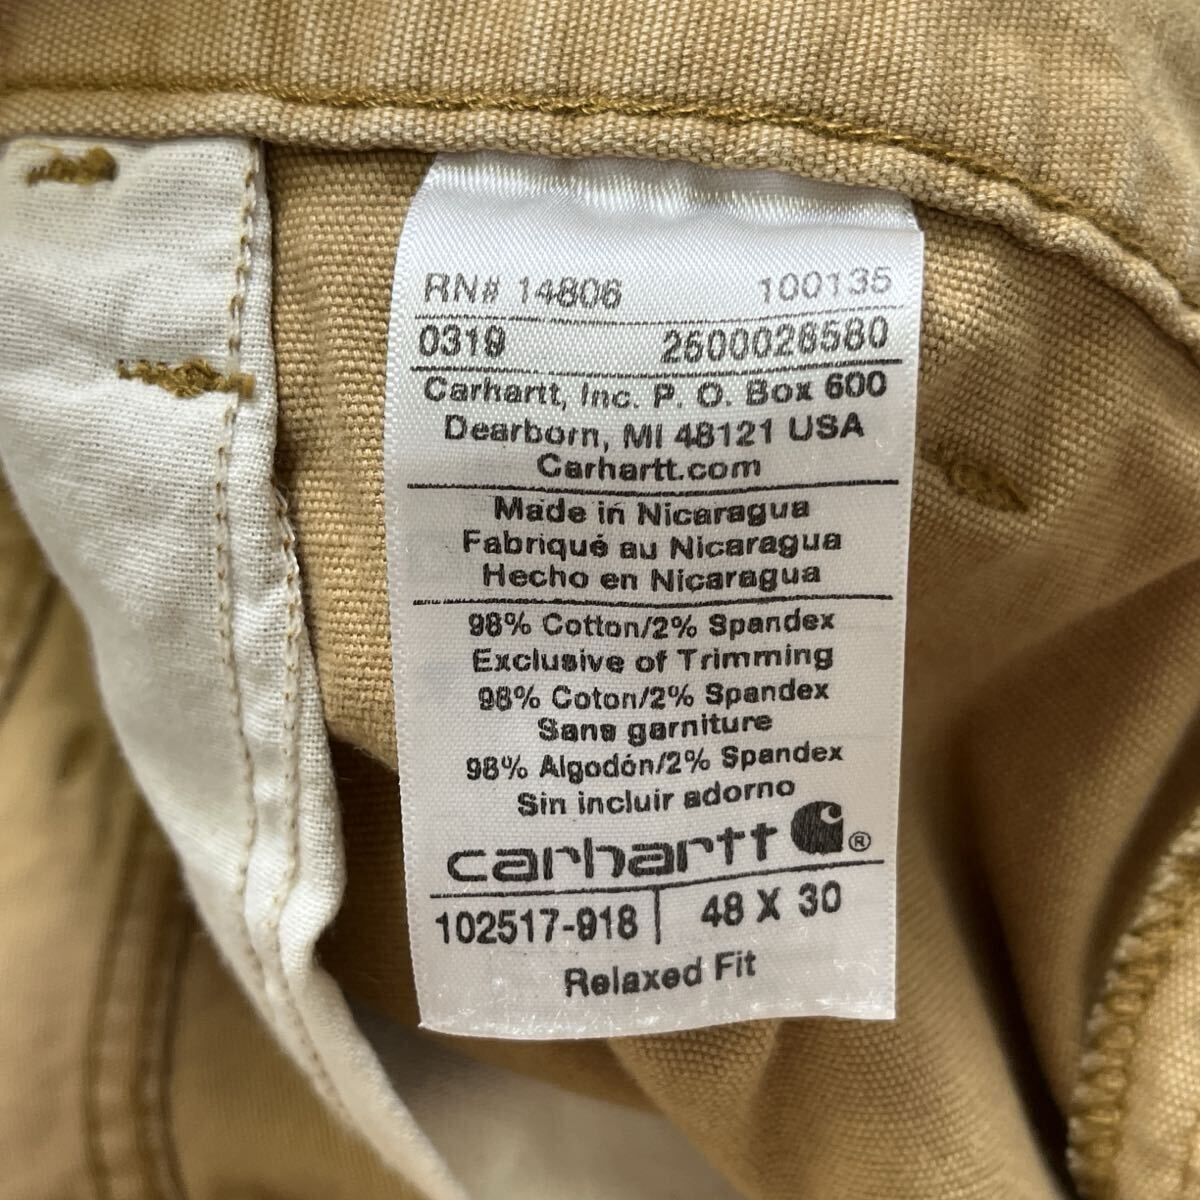 RN# 14806 100135
0319 2600028580
Carhartt, Inc. P. O. Box 600
Dearborn, MI 48121 USA
Carhartt.com
Made in Nicaragua
Fabriqué au Nicaragua
Hecho en Nicaragua
98% Cotton/2% Spandex
Exclusive of Trimming
98% Coton/2% Spandex
Sans garniture
98% Algodón/2% Spandex
Sin incluir adorno
carhartt ®
102517-918 48 X 30
Relaxed Fit